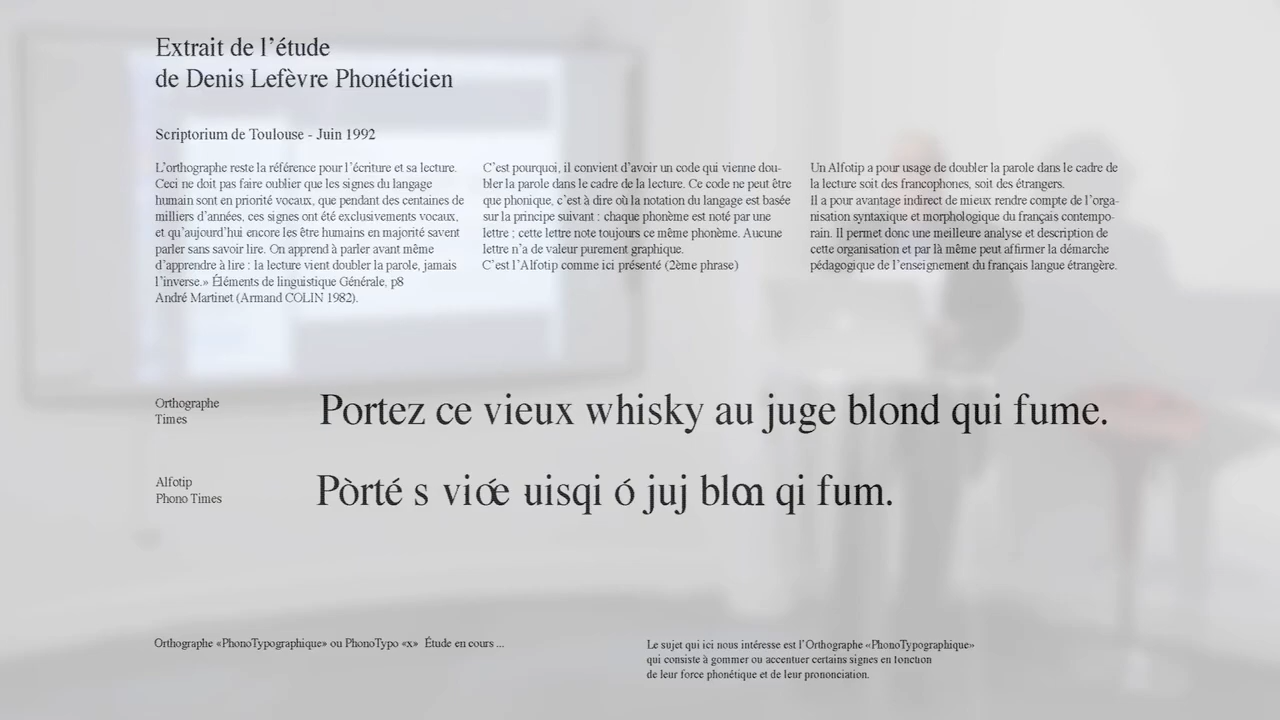 Extrait de l’étude
de Denis Lefèvre Phonéticien
Scriptorium de Toulouse - Juin 1992
L’orthographe reste la référence pour l’écriture et sa lecture.
Ceci ne doit pas faire oublier que les signes du langage
humain sont en priorité vocaux, que pendant des centaines de
milliers d’années, ces signes ont été exclusivements vocaux,
et qu’aujourd’hui encore les être humains en majorité savent
parler sans savoir lire. On apprend à parler avant même
d’apprendre à lire : la lecture vient doubler la parole, jamais
l’inverse.» Éléments de linguistique Générale, p8
André Martinet (Armand COLIN 1982).
C’est pourquoi, il convient d’avoir un code qui vienne dou-
bler la parole dans le cadre de la lecture. Ce code ne peut être
que phonique, c’est à dire où la notation du langage est basée
sur la principe suivant : chaque phonème est noté par une
lettre ; cette lettre note toujours ce même phonème. Aucune
lettre n’a de valeur purement graphique.
C’est l’Alfotip comme ici présenté (2ème phrase)
Un Alfotip a pour usage de doubler la parole dans le cadre de
la lecture soit des francophones, soit des étrangers.
Il a pour avantage indirect de mieux rendre compte de l’orga-
nisation syntaxique et morphologique du français contempo-
rain. Il permet donc une meilleure analyse et description de
cette organisation et par là même peut affirmer la démarche
pédagogique de l’enseignement du français langue étrangère.
Orthographe
Times
Portez ce vieux whisky au juge blond qui fume.
Alfotip
Phono Times
Pòrté s viœ́ uisqi ó juj blon qi fum.
Orthographe «PhonoTypographique» ou PhonoTypo «x» Étude en cours ...
Le sujet qui ici nous intéresse est l’Orthographe «PhonoTypographique»
qui consiste à gommer ou accentuer certains signes en fonction
de leur force phonétique et de leur prononciation.